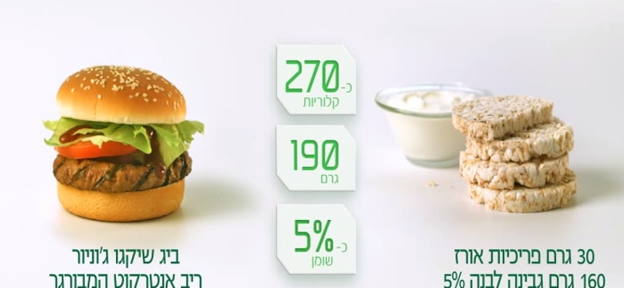 כ-270
קלוריות
190
גרם
כ-5%
שומן
30 גרם פריכיות אורז
160 גרם גבינה לבנה 5%
ביג שיקגו ג'וניור
ריב אנטרקוט המבורגר